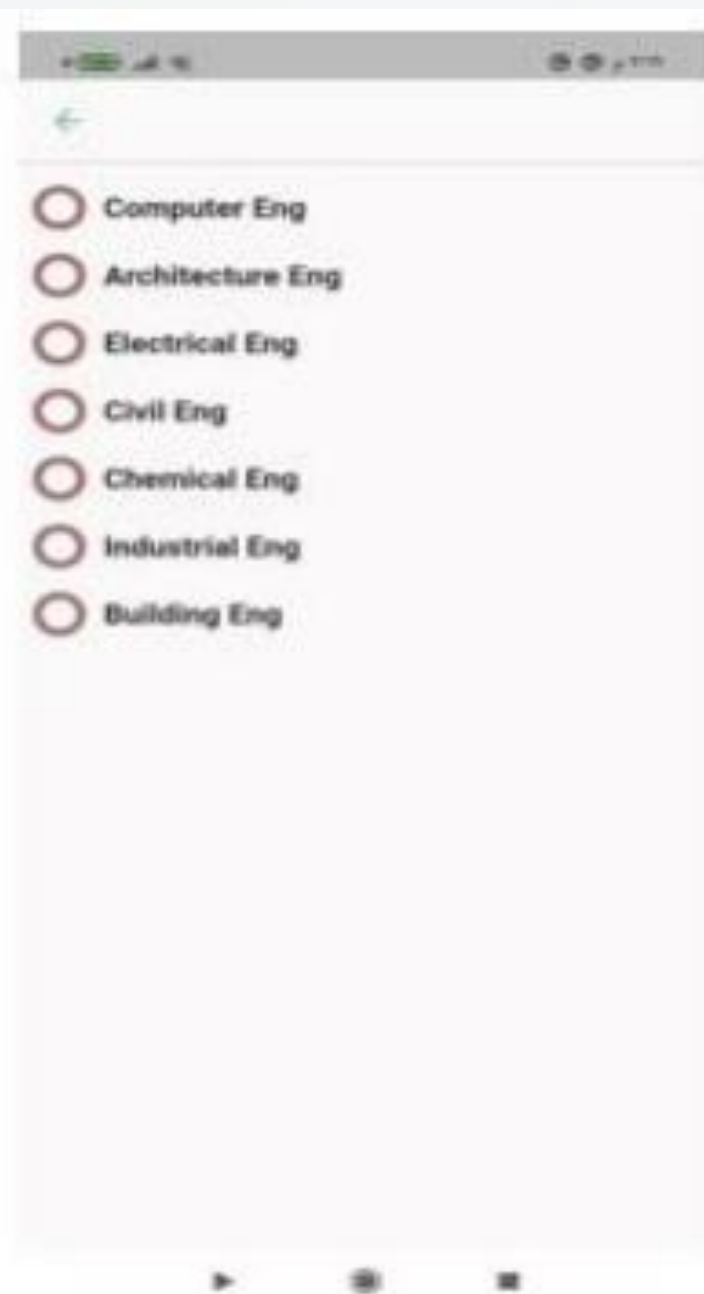 Computer Eng
Architecture Eng
Electrical Eng
Civil Eng
Chemical Eng
Industrial Eng
Building Eng